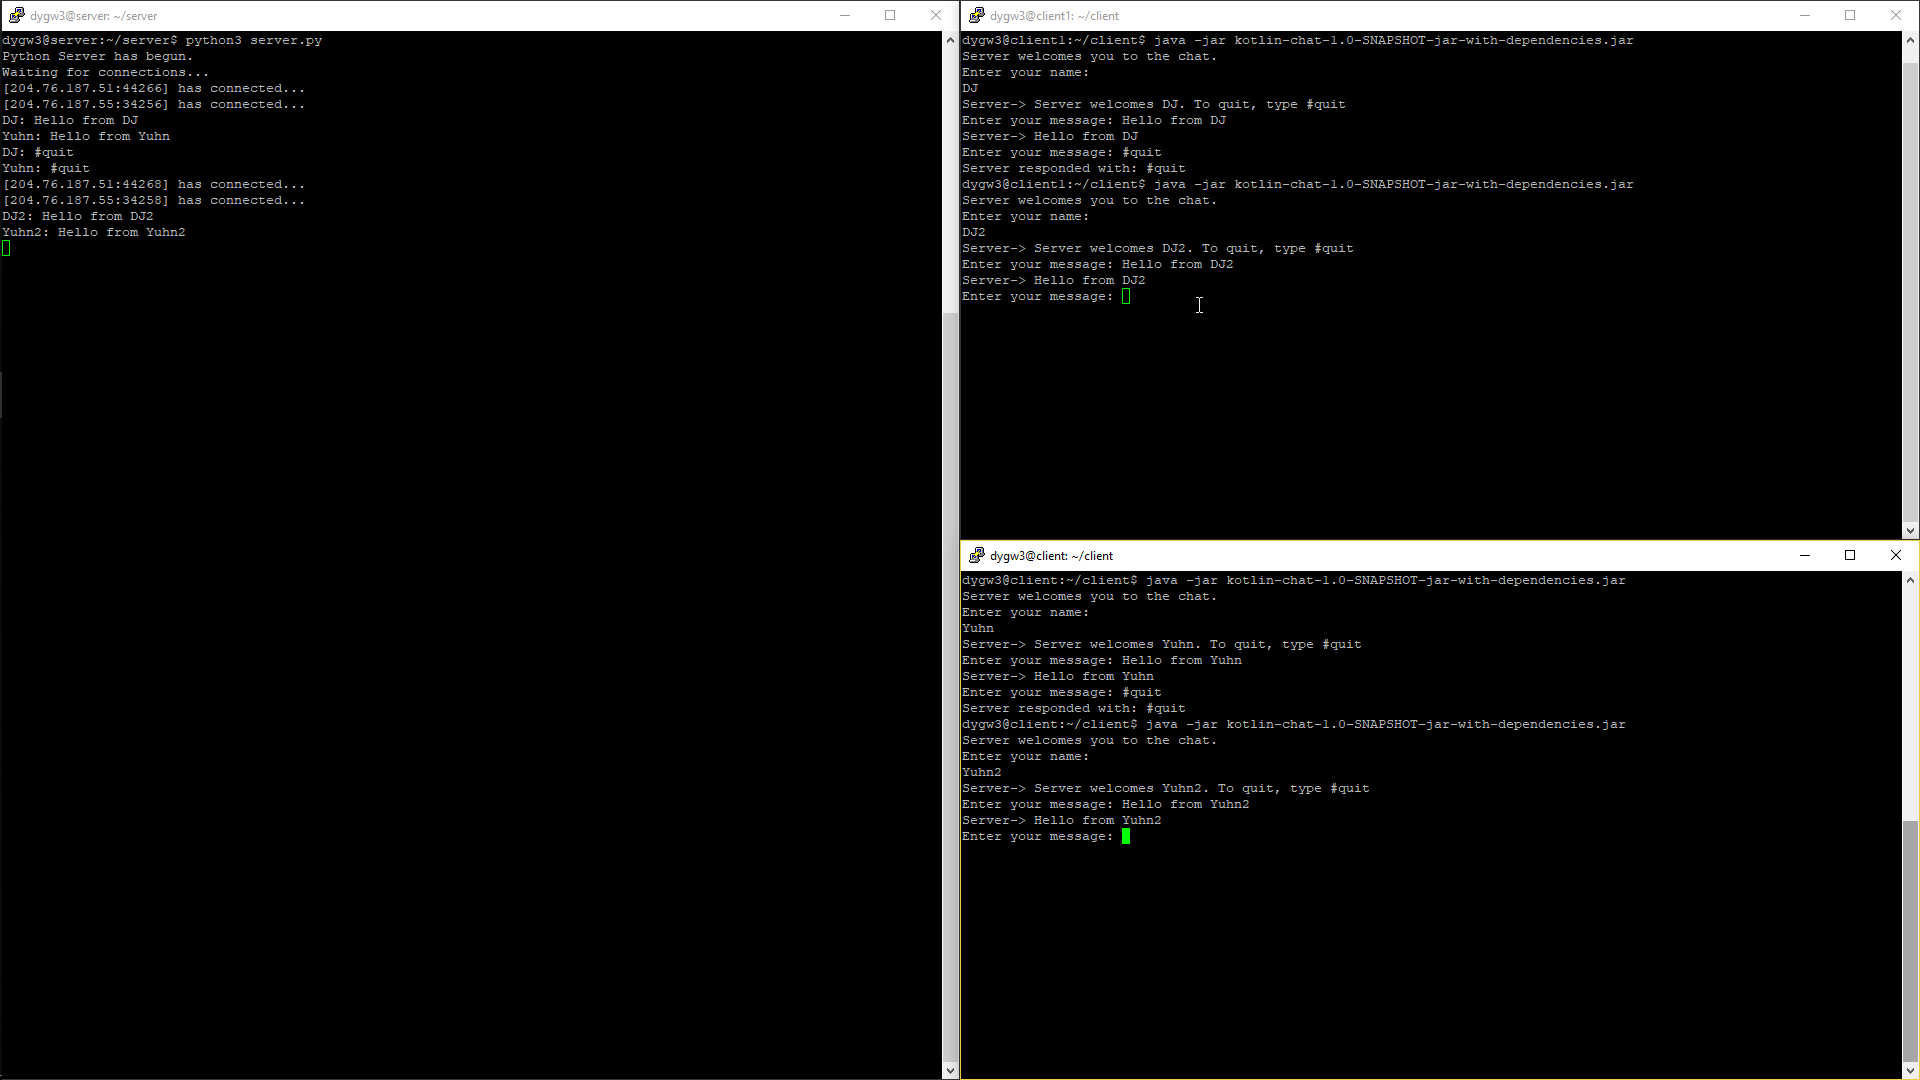 dygw3@server: ~/server
dygw3@server:~/server$ python3 server.py
Python Server has begun.
Waiting for connections...
[204.76.187.51:44266] has connected...
[204.76.187.55:34256] has connected...
DJ: Hello from DJ
Yuhn: Hello from Yuhn
DJ: #quit
Yuhn: #quit
[204.76.187.51:44268] has connected...
[204.76.187.55:34258] has connected...
DJ2: Hello from DJ2
Yuhn2: Hello from Yuhn2
dygw3@client1: ~/client
dygw3@client1:~/client$ java -jar kotlin-chat-1.0-SNAPSHOT-jar-with-dependencies.jar
Server welcomes you to the chat.
Enter your name:
DJ
Server-> Server welcomes DJ. To quit, type #quit
Enter your message: Hello from DJ
Server-> Hello from DJ
Enter your message: #quit
Server responded with: #quit
dygw3@client1:~/client$ java -jar kotlin-chat-1.0-SNAPSHOT-jar-with-dependencies.jar
Server welcomes you to the chat.
Enter your name:
DJ2
Server-> Server welcomes DJ2. To quit, type #quit
Enter your message: Hello from DJ2
Server-> Hello from DJ2
Enter your message:
dygw3@client: ~/client
dygw3@client:~/client$ java -jar kotlin-chat-1.0-SNAPSHOT-jar-with-dependencies.jar
Server welcomes you to the chat.
Enter your name:
Yuhn
Server-> Server welcomes Yuhn. To quit, type #quit
Enter your message: Hello from Yuhn
Server-> Hello from Yuhn
Enter your message: #quit
Server responded with: #quit
dygw3@client:~/client$ java -jar kotlin-chat-1.0-SNAPSHOT-jar-with-dependencies.jar
Server welcomes you to the chat.
Enter your name:
Yuhn2
Server-> Server welcomes Yuhn2. To quit, type #quit
Enter your message: Hello from Yuhn2
Server-> Hello from Yuhn2
Enter your message: